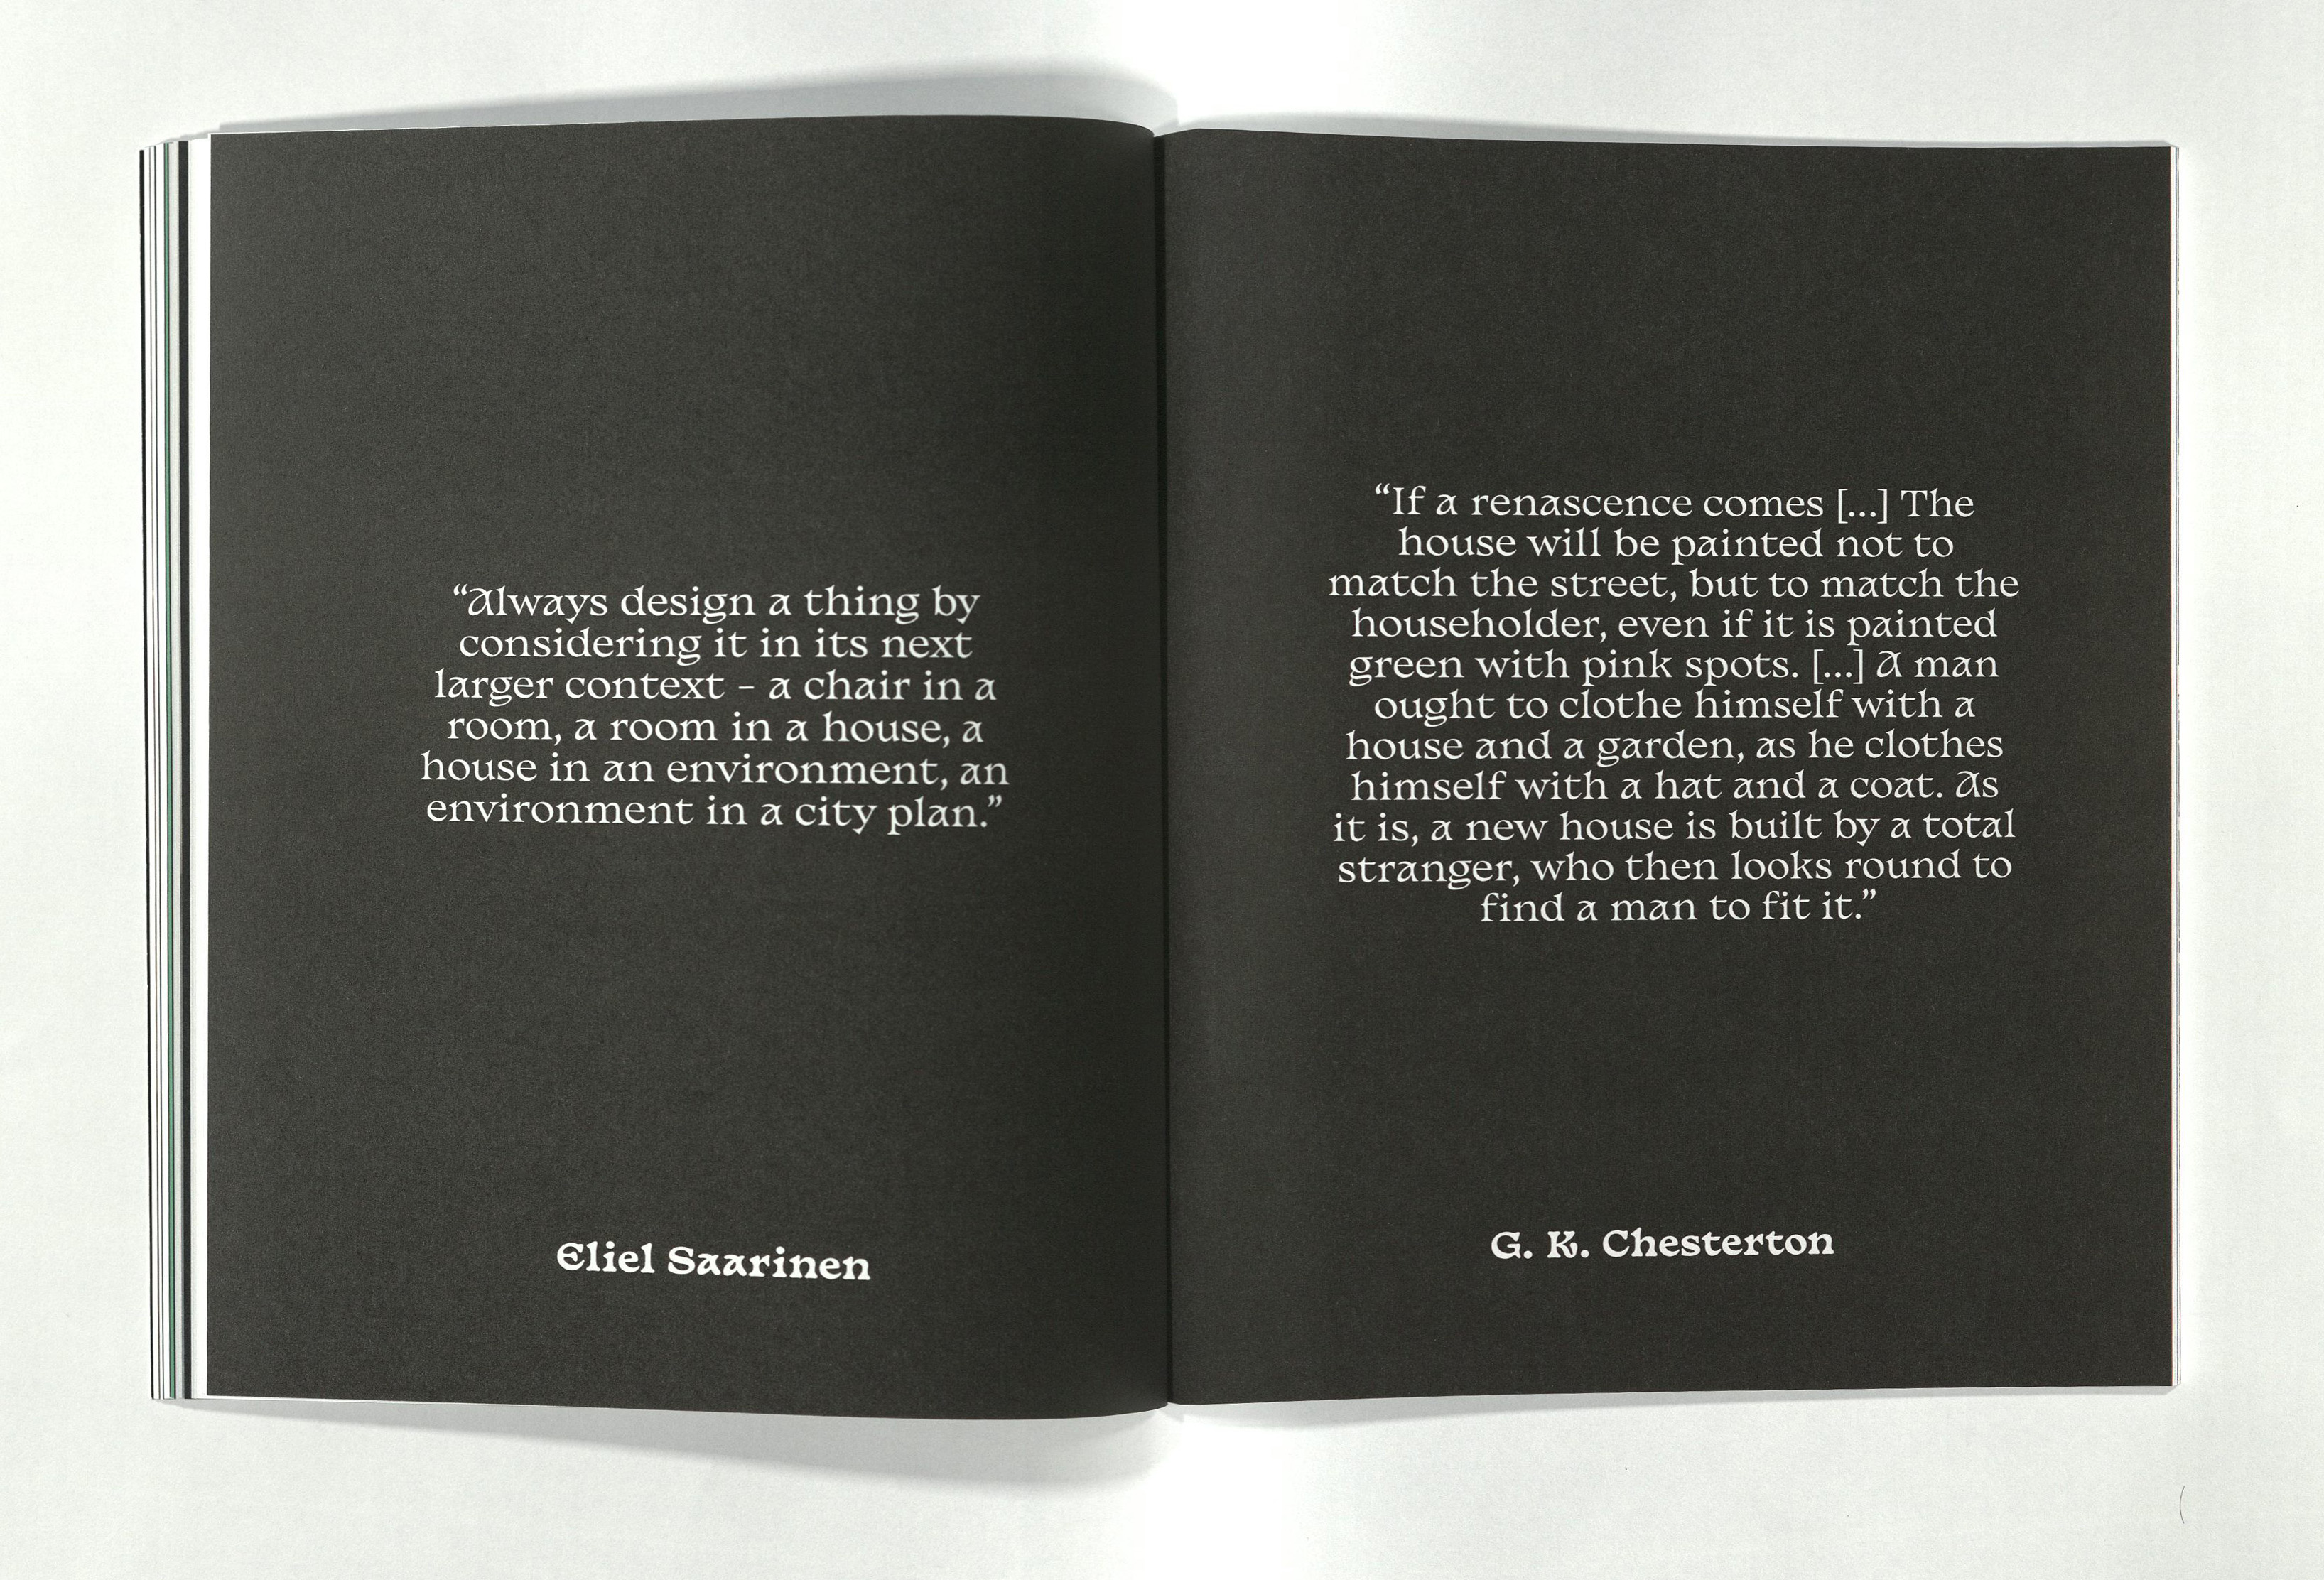 “Always design a thing by
considering it in its next
larger context – a chair in a
room, a room in a house, a
house in an environment, an
environment in a city plan.”
Eliel Saarinen
“If a renascence comes [...] The
house will be painted not to
match the street, but to match the
householder, even if it is painted
green with pink spots. [...] A man
ought to clothe himself with a
house and a garden, as he clothes
himself with a hat and a coat. As
it is, a new house is built by a total
stranger, who then looks round to
find a man to fit it.”
G. K. Chesterton